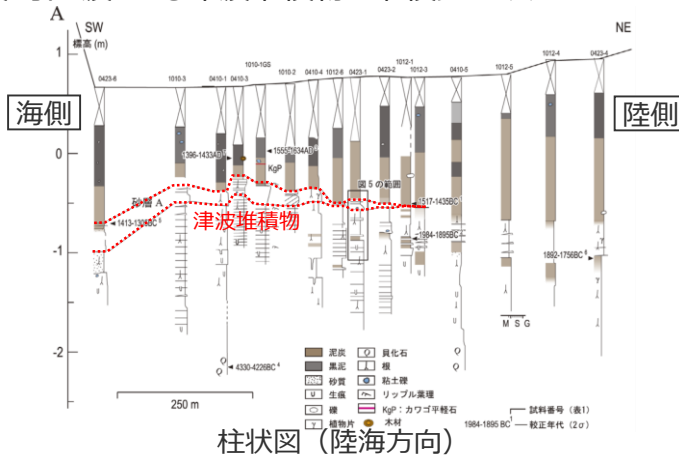 A
SW
NE
標高 (m)
海側
陸側
1
0
-1
-2
0423-6
1010-3
0410-1
0410-3
1010-1GS
1010-2
0410-4
1012-6
0423-1
0423-2
1012-1
1012-3
0410-5
1012-5
1012-4
0423-4
1396-1433AD
1555-1634AD
KgP
図 5 の範囲
砂層 A
津波堆積物
1517-1435BC
1984-1895BC
1892-1756BC
4330-4226BC
M S G
250 m
泥炭
貝化石
黒泥
根
砂質
粘土礫
生痕
リップル葉理
礫
KgP:カワゴ平軽石
植物片
木材
試料番号(表1)
1984-1895 BC
較正年代(2σ)
柱状図(陸海方向)